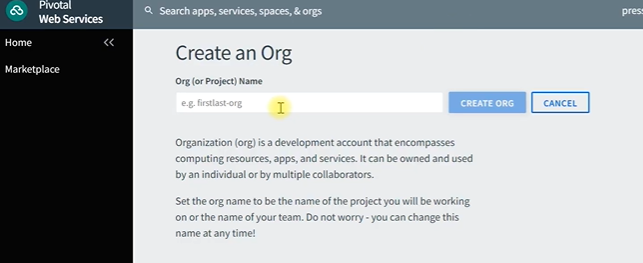 Pivotal
Web Services
Search apps, services, spaces, & orgs
press
Home
Marketplace
Create an Org
Org (or Project) Name
e.g. firstlast-org
CREATE ORG
CANCEL
Organization (org) is a development account that encompasses
computing resources, apps, and services. It can be owned and used
by an individual or by multiple collaborators.
Set the org name to be the name of the project you will be working
on or the name of your team. Do not worry - you can change this
name at any time!